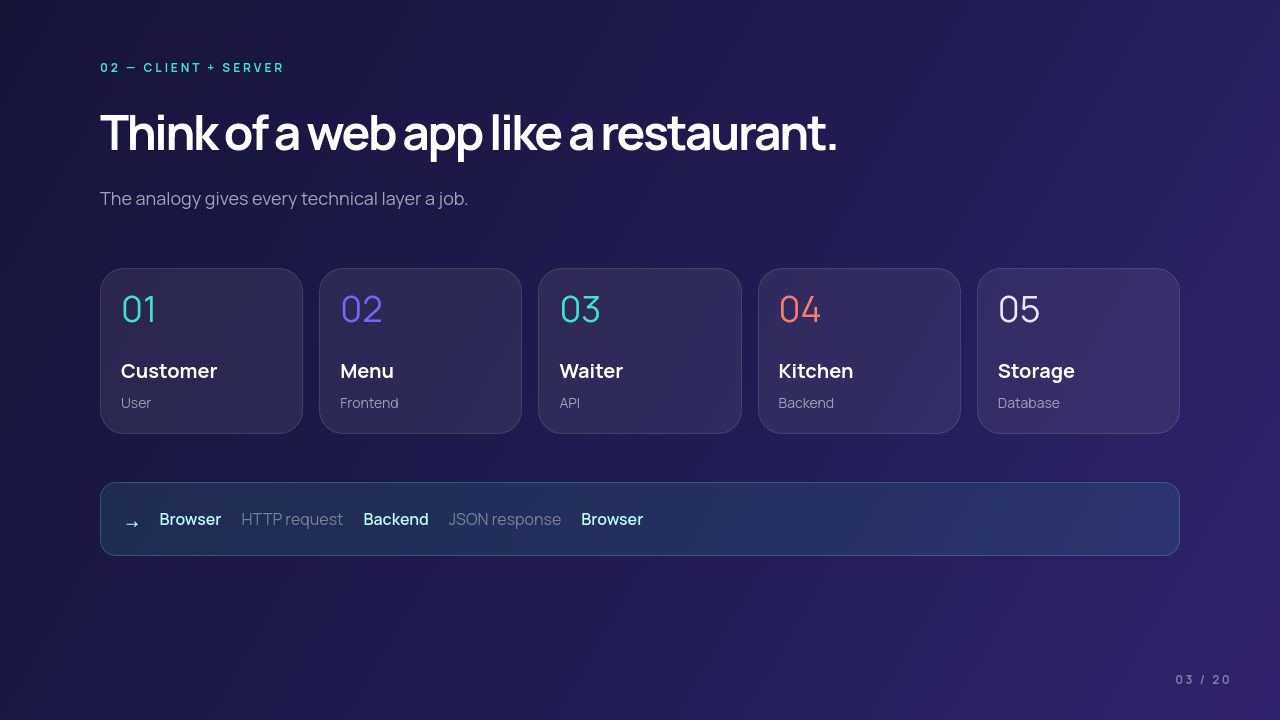 02 — CLIENT + SERVER
Think of a web app like a restaurant.
The analogy gives every technical layer a job.
01
Customer
User
02
Menu
Frontend
03
Waiter
API
04
Kitchen
Backend
05
Storage
Database
→ Browser HTTP request Backend JSON response Browser
03 / 20